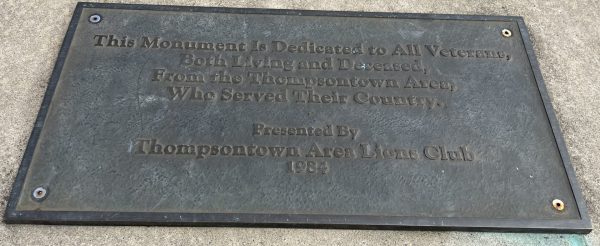 This Monument Is Dedicated to All Veterans,
Both Living and Deceased,
From the Thompsontown Area,
Who Served Their Country.
Presented By
Thompsontown Area Lions Club
1984